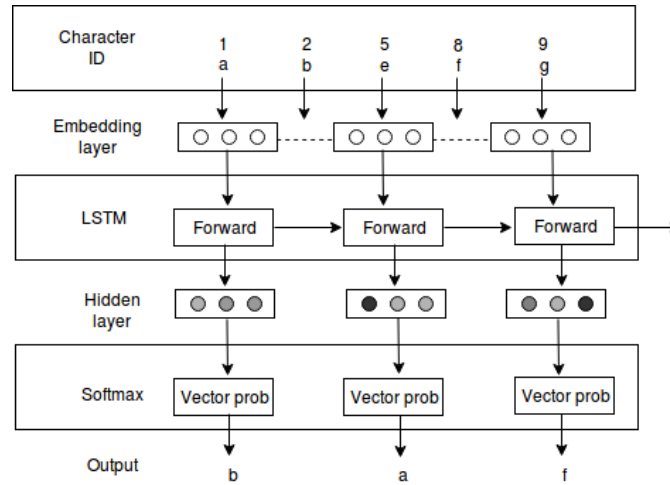 Character
ID
1 2 5 8 9
a b e f g
Embedding
layer
LSTM
Forward Forward Forward
Hidden
layer
Softmax
Vector prob Vector prob Vector prob
Output
b a f